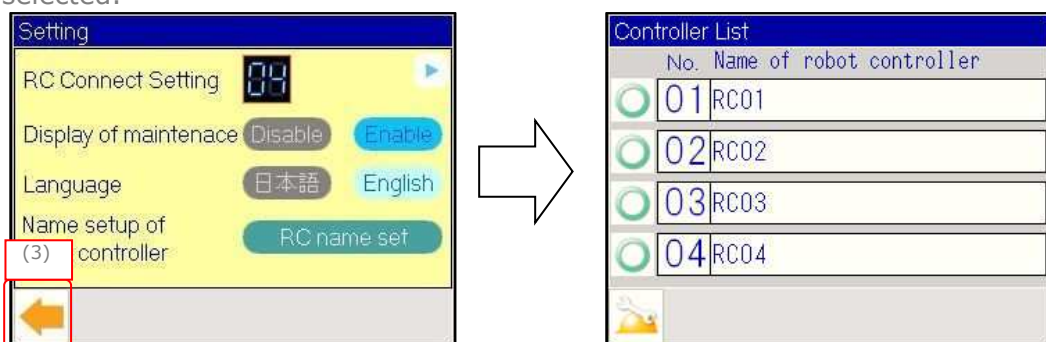 selected.
Setting
RC Connect Setting 04
Display of maintenace Disable Enable
Language 日本語 English
Name setup of
controller RC name set
(3)
Controller List
No. Name of robot controller
01 RC01
02 RC02
03 RC03
04 RC04